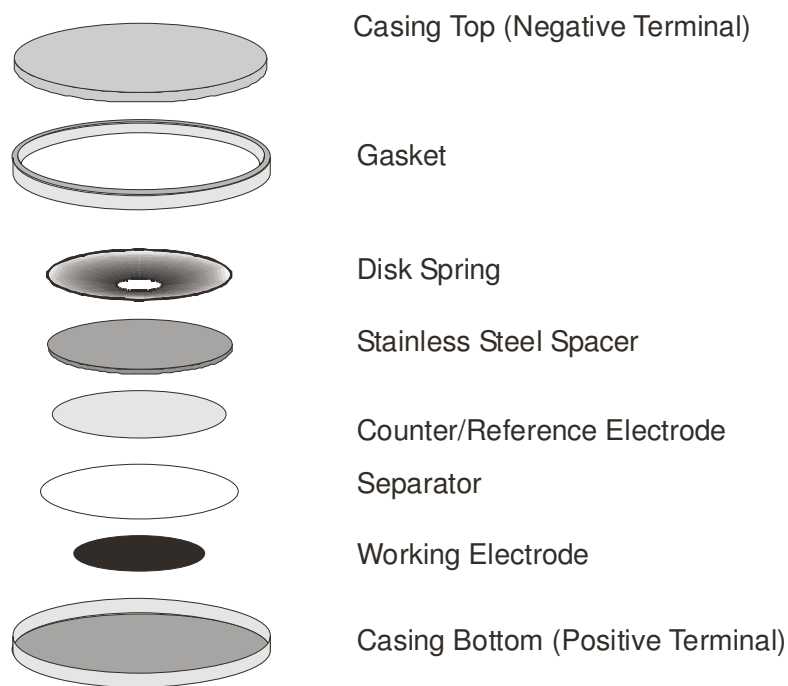 Casing Top (Negative Terminal)
Gasket
Disk Spring
Stainless Steel Spacer
Counter/Reference Electrode
Separator
Working Electrode
Casing Bottom (Positive Terminal)